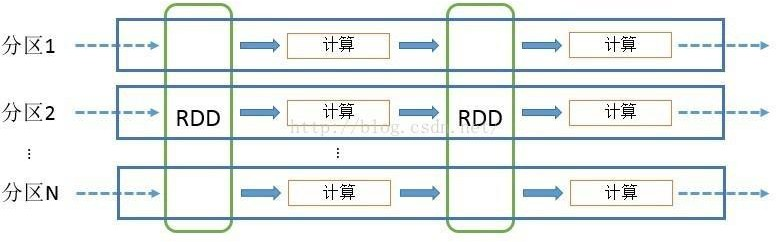 分区1 计算 计算
分区2 RDD 计算 RDD 计算
http://blog.csdn.net/
⋮ ⋮
分区N 计算 计算